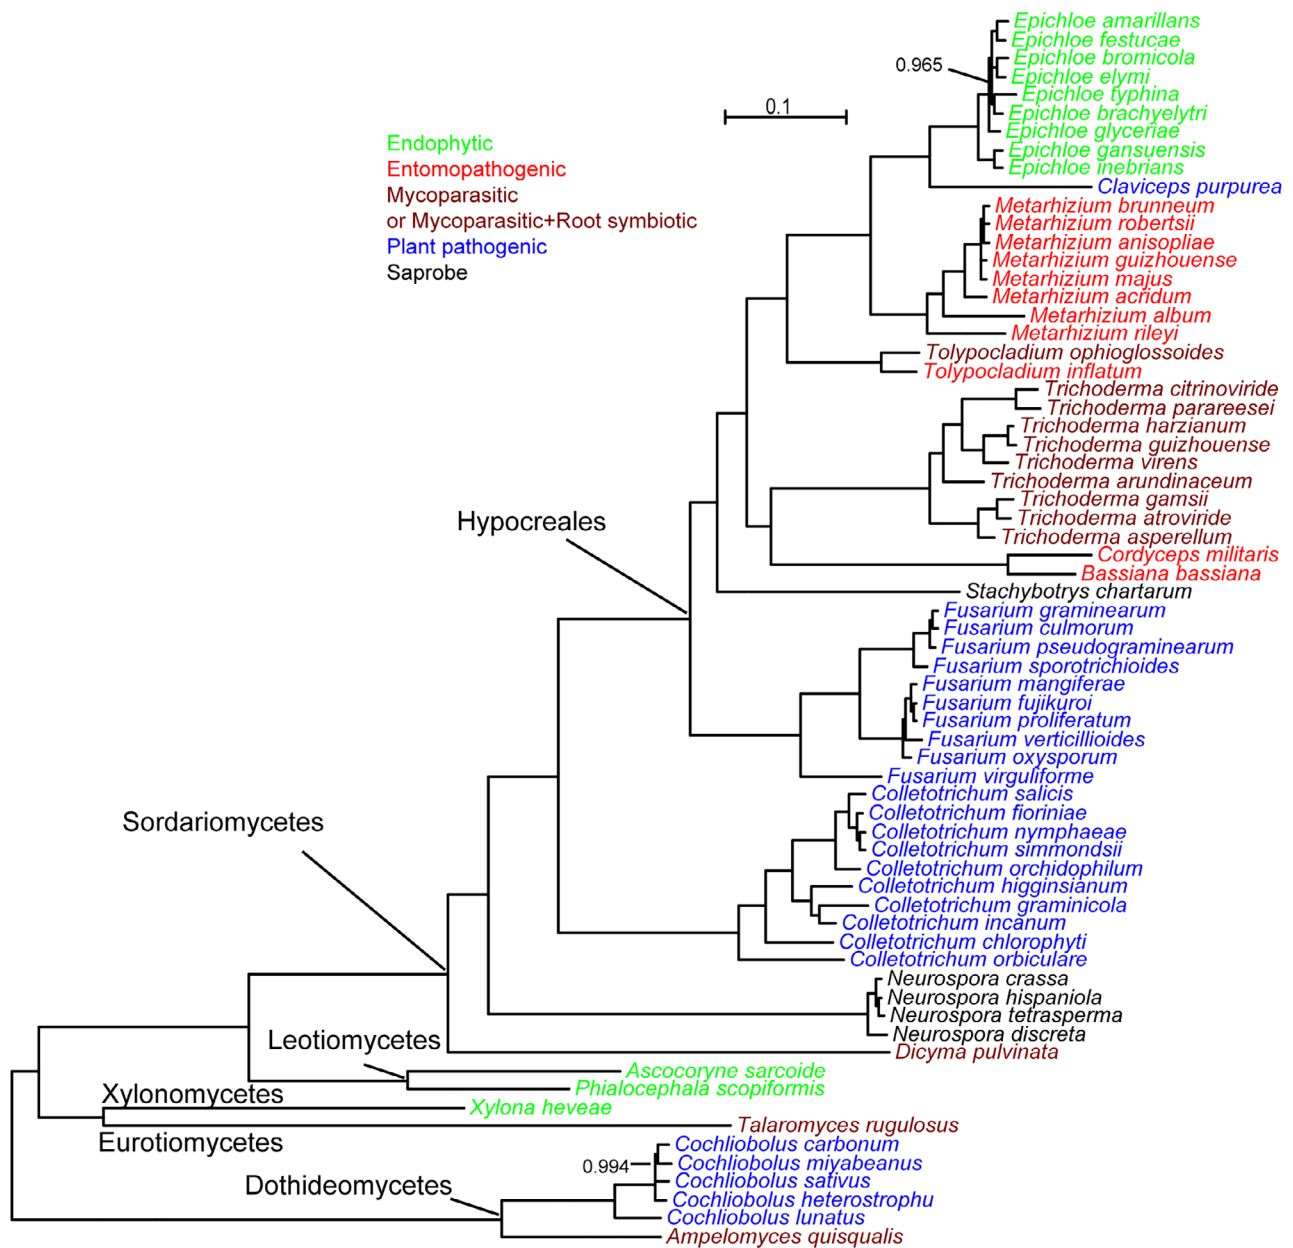 Epichloe amarillans
Epichloe festucae
Epichloe bromicola
0.965
Epichloe elymi
Epichloe typhina
0.1
Epichloe brachyelytri
Epichloe glyceriae
Endophytic
Epichloe gansuensis
Epichloe inebrians
Entomopathogenic
Claviceps purpurea
Mycoparasitic
Metarhizium brunneum
or Mycoparasitic+Root symbiotic
Metarhizium robertsii
Metarhizium anisopliae
Plant pathogenic
Metarhizium guizhouense
Saprobe
Metarhizium majus
Metarhizium acridum
Metarhizium album
Metarhizium rileyi
Tolypocladium ophioglossoides
Tolypocladium inflatum
Trichoderma citrinoviride
Trichoderma parareesei
Trichoderma harzianum
Trichoderma guizhouense
Trichoderma virens
Trichoderma arundinaceum
Trichoderma gamsii
Hypocreales
Trichoderma atroviride
Trichoderma asperellum
Cordyceps militaris
Bassiana bassiana
Stachybotrys chartarum
Fusarium graminearum
Fusarium culmorum
Fusarium pseudograminearum
Fusarium sporotrichioides
Fusarium mangiferae
Fusarium fujikuroi
Fusarium proliferatum
Fusarium verticillioides
Fusarium oxysporum
Fusarium virguliforme
Colletotrichum salicis
Colletotrichum fioriniae
Sordariomycetes
Colletotrichum nymphaeae
Colletotrichum simmondsii
Colletotrichum orchidophilum
Colletotrichum higginsianum
Colletotrichum graminicola
Colletotrichum incanum
Colletotrichum chlorophyti
Colletotrichum orbiculare
Neurospora crassa
Neurospora hispaniola
Neurospora tetrasperma
Neurospora discreta
Leotiomycetes
Dicyma pulvinata
Ascocoryne sarcoide
Phialocephala scopiformis
Xylonomycetes
Xylona heveae
Talaromyces rugulosus
Eurotiomycetes
Cochliobolus carbonum
0.994
Cochliobolus miyabeanus
Cochliobolus sativus
Dothideomycetes
Cochliobolus heterostrophu
Cochliobolus lunatus
Ampelomyces quisqualis